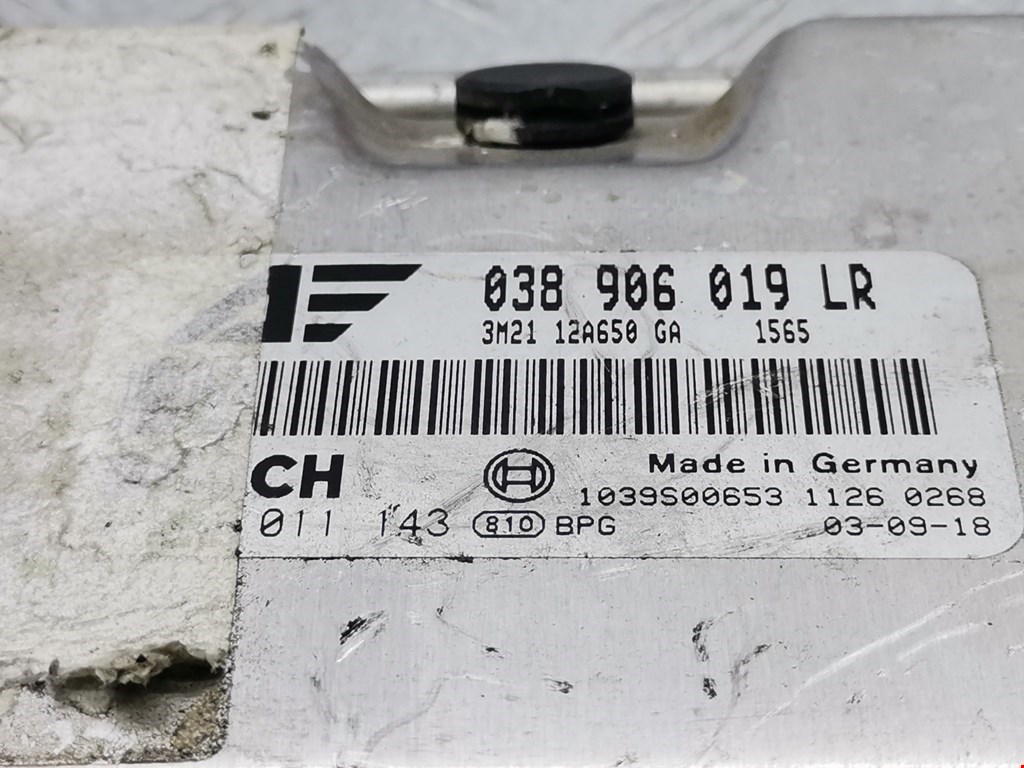 038 906 019 LR
3M21 12A650 GA 1565
CH
Made in Germany
1039S00653 1126 0268
011 143 810 BPG 03-09-18